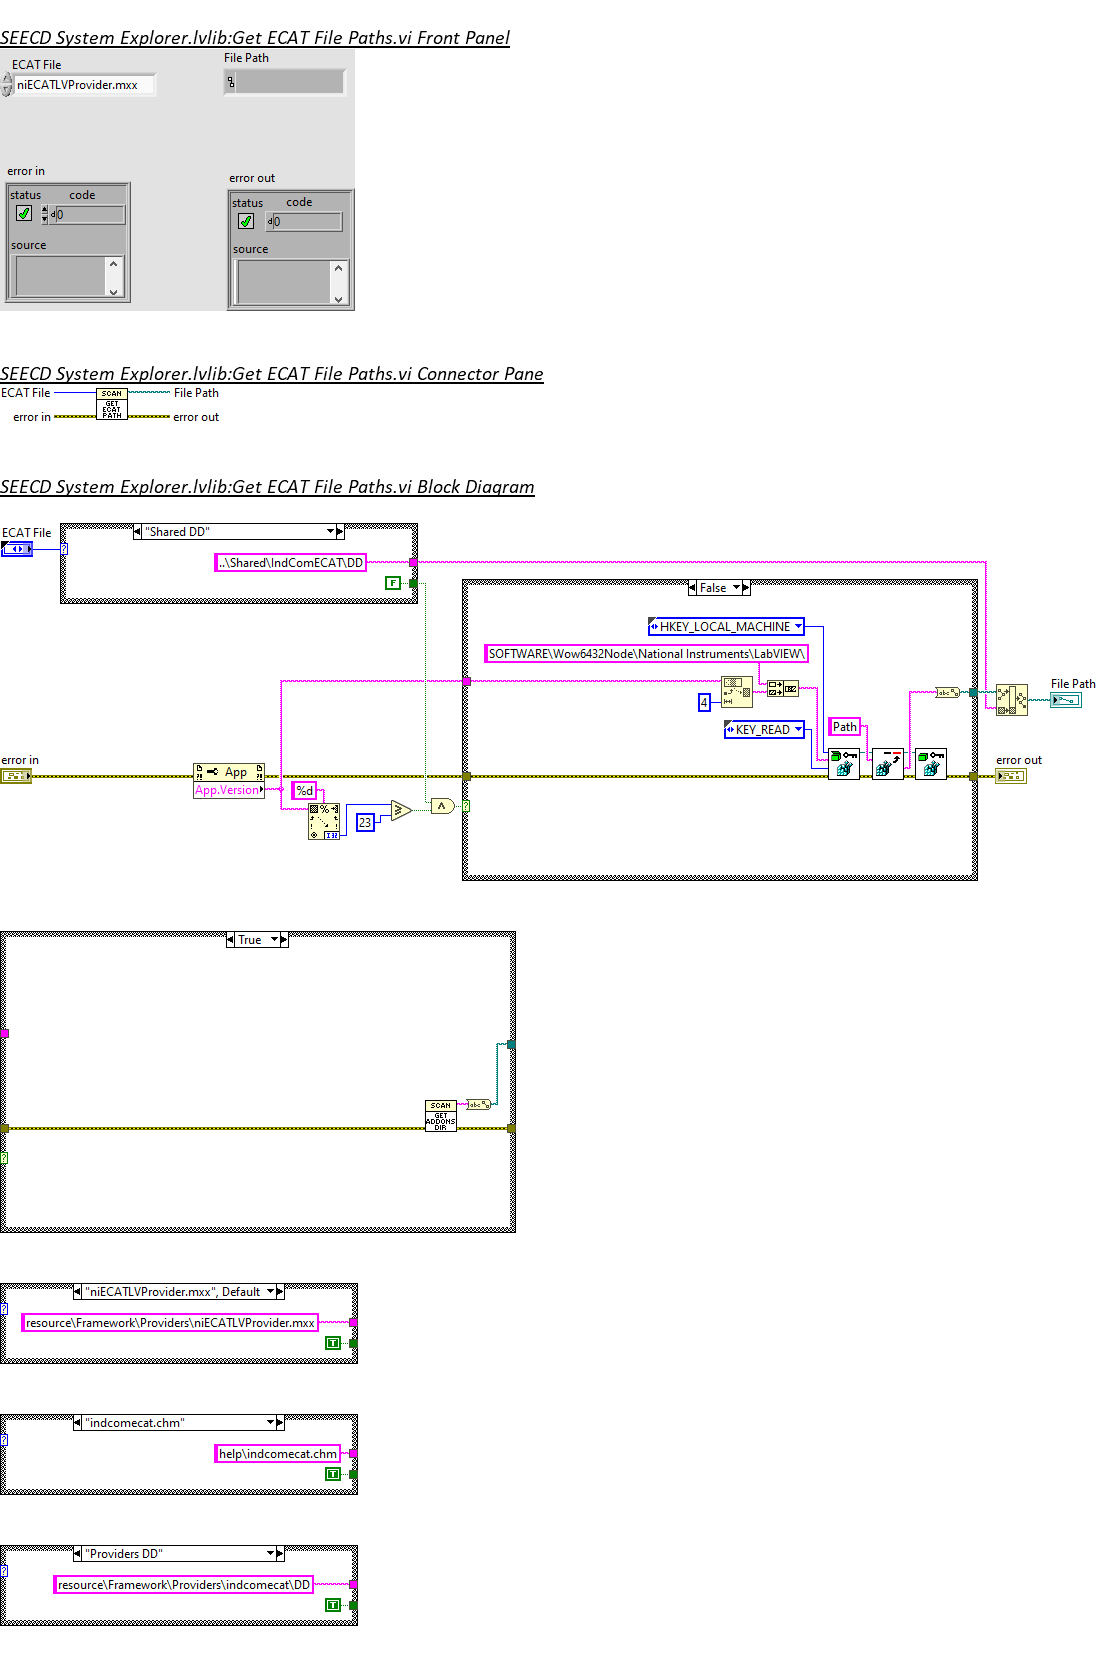 SEECD System Explorer.lvlib:Get ECAT File Paths.vi Front Panel
ECAT File
File Path
niECATLVProvider.mxx
error in
error out
status code
0
status code
0
source
source
SEECD System Explorer.lvlib:Get ECAT File Paths.vi Connector Pane
ECAT File
SCAN
GET
ECAT
PATH
File Path
error in
error out
SEECD System Explorer.lvlib:Get ECAT File Paths.vi Block Diagram
ECAT File
"Shared DD"
?
..\Shared\IndComECAT\DD
F
False
HKEY_LOCAL_MACHINE
SOFTWARE\Wow6432Node\National Instruments\LabVIEW\
4
File Path
KEY_READ
Path
error in
error out
App
App.Version
%d
23
?
True
SCAN
GET
ADDONS
DIR
?
"niECATLVProvider.mxx", Default
?
resource\Framework\Providers\niECATLVProvider.mxx
T
"indcomecat.chm"
?
help\indcomecat.chm
T
"Providers DD"
?
resource\Framework\Providers\indcomecat\DD
T